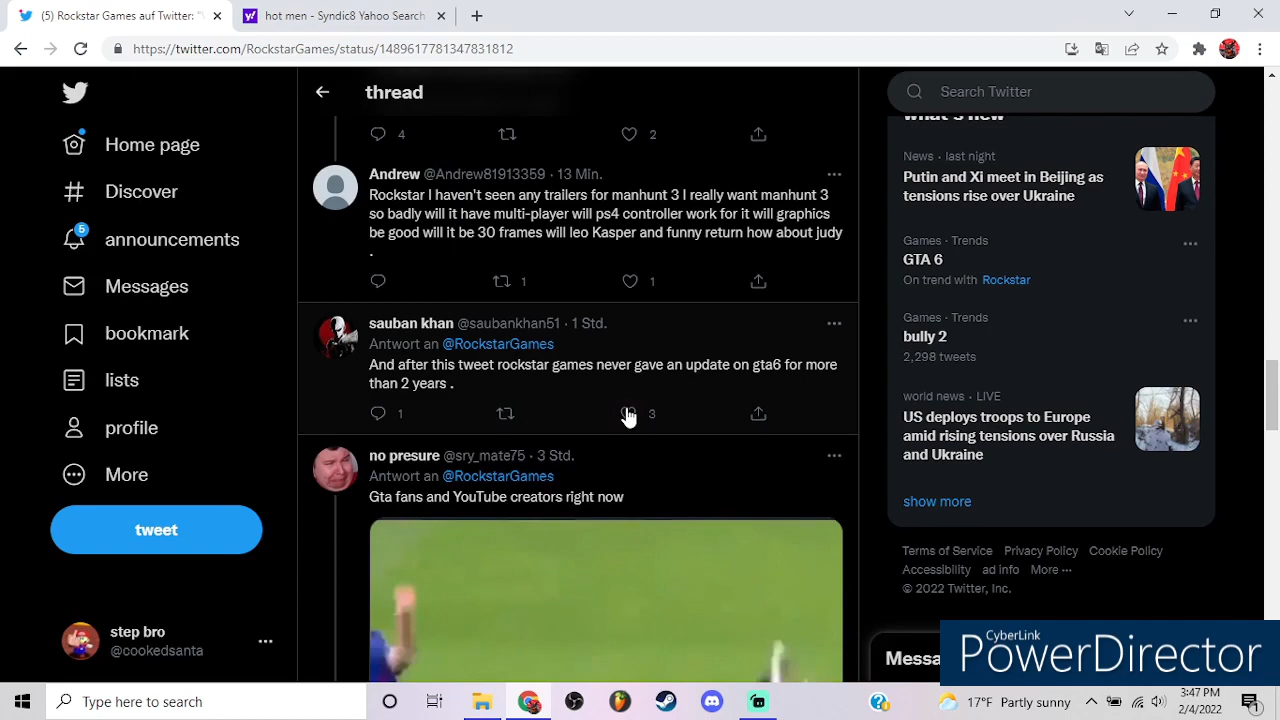 Rockstar Games auf Twitter: "
hot men - Syndic8 Yahoo Search
https://twitter.com/RockstarGames/status/1489617781347831812
thread
Search Twitter
Home page
Discover
5
announcements
Messages
bookmark
lists
profile
More
tweet
step bro
@cookedsanta
4
2
Andrew @Andrew81913359 · 13 Min.
Rockstar I haven't seen any trailers for manhunt 3 I really want manhunt 3
so badly will it have multi-player will ps4 controller work for it will graphics
be good will It be 30 frames will leo Kasper and funny return how about judy
.
1
1
sauban khan @saubankhan51 · 1 Std.
Antwort an @RockstarGames
And after this tweet rockstar games never gave an update on gta6 for more
than 2 years .
1
3
no presure @sry_mate75 · 3 Std.
Antwort an @RockstarGames
Gta fans and YouTube creators right now
what's new
News · last night
Putin and Xi meet in Beijing as
tensions rise over Ukraine
Games · Trends
GTA 6
On trend with Rockstar
Games · Trends
bully 2
2,298 tweets
world news · LIVE
US deploys troops to Europe
amid rising tensions over Russia
and Ukraine
show more
Terms of Service Privacy Policy Cookie Policy
Accessibility ad info More ···
© 2022 Twitter, Inc.
Messa
CyberLink
PowerDirector
Type here to search
17°F Partly sunny
3:47 PM
2/4/2022
1